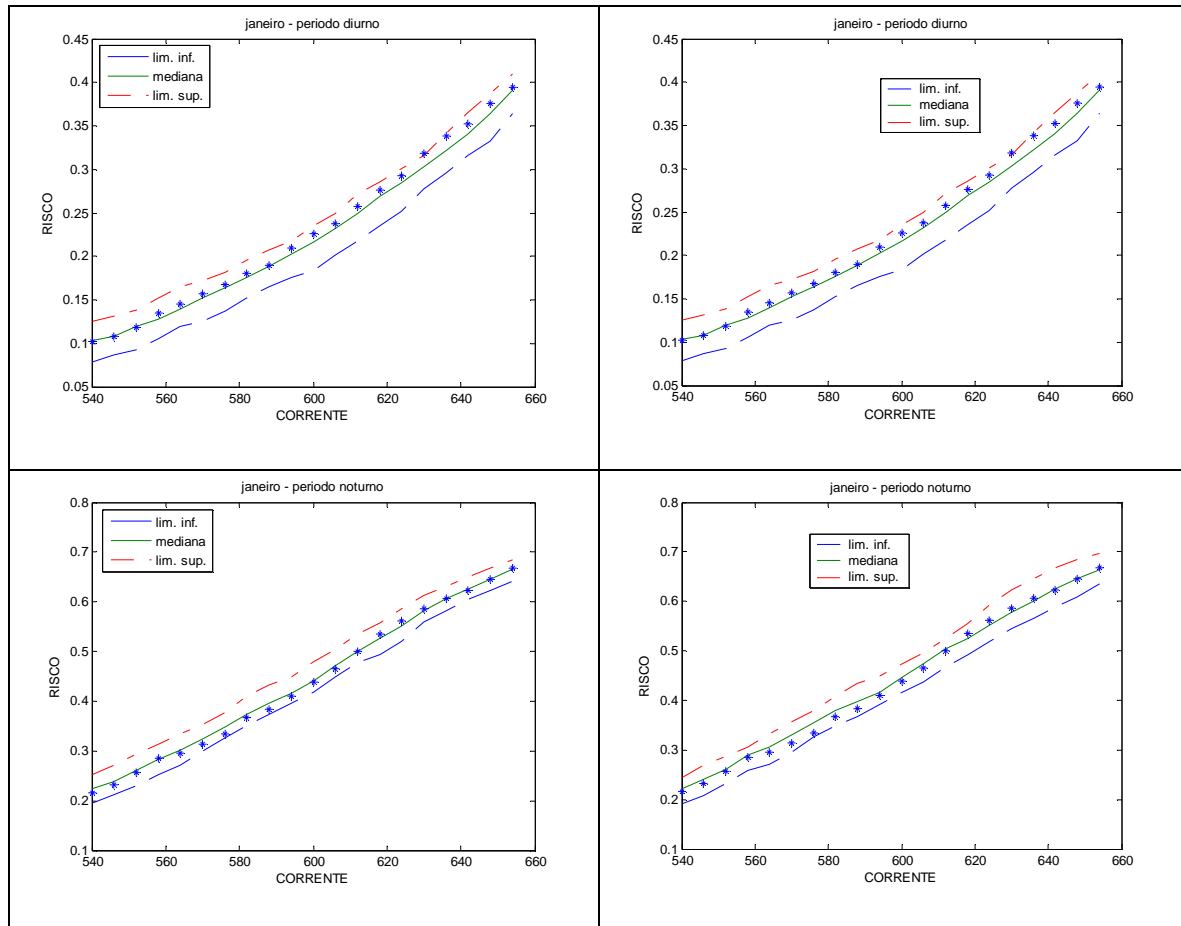 janeiro - periodo diurno
0.45
0.4
0.35
0.3
0.25
0.2
0.15
0.1
0.05
RISCO
lim. inf.
mediana
lim. sup.
540 560 580 600 620 640 660
CORRENTE
janeiro - periodo diurno
0.45
0.4
0.35
0.3
0.25
0.2
0.15
0.1
0.05
RISCO
lim. inf.
mediana
lim. sup.
540 560 580 600 620 640 660
CORRENTE
janeiro - periodo noturno
0.8
0.7
0.6
0.5
0.4
0.3
0.2
0.1
RISCO
lim. inf.
mediana
lim. sup.
540 560 580 600 620 640 660
CORRENTE
janeiro - periodo noturno
0.8
0.7
0.6
0.5
0.4
0.3
0.2
0.1
RISCO
lim. inf.
mediana
lim. sup.
540 560 580 600 620 640 660
CORRENTE